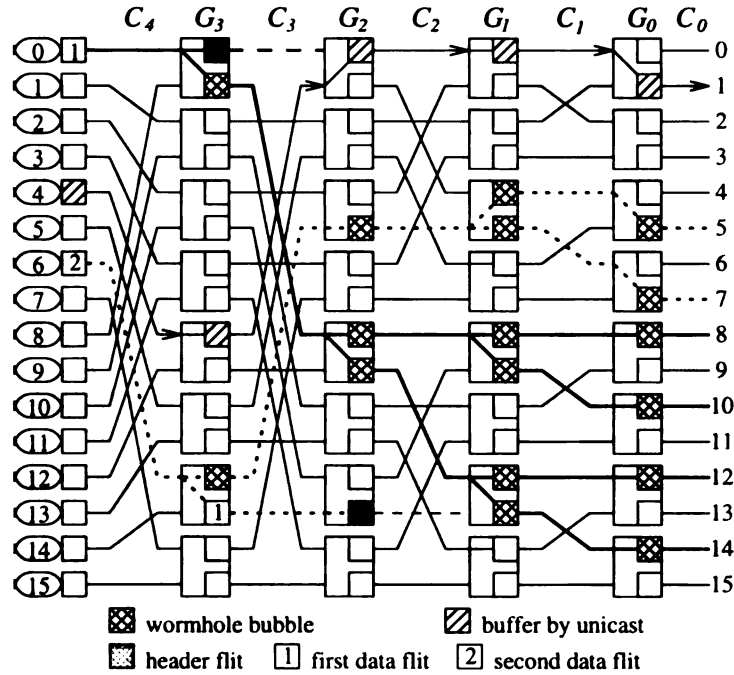 C4 G3 C3 G2 C2 G1 C1 G0 C0
0 1 0
1 1
2 2
3 3
4 4
5 5
6 2 6
7 7
8 8
9 9
10 10
11 11
12 12
13 1 13
14 14
15 15
wormhole bubble buffer by unicast
header flit 1 first data flit 2 second data flit